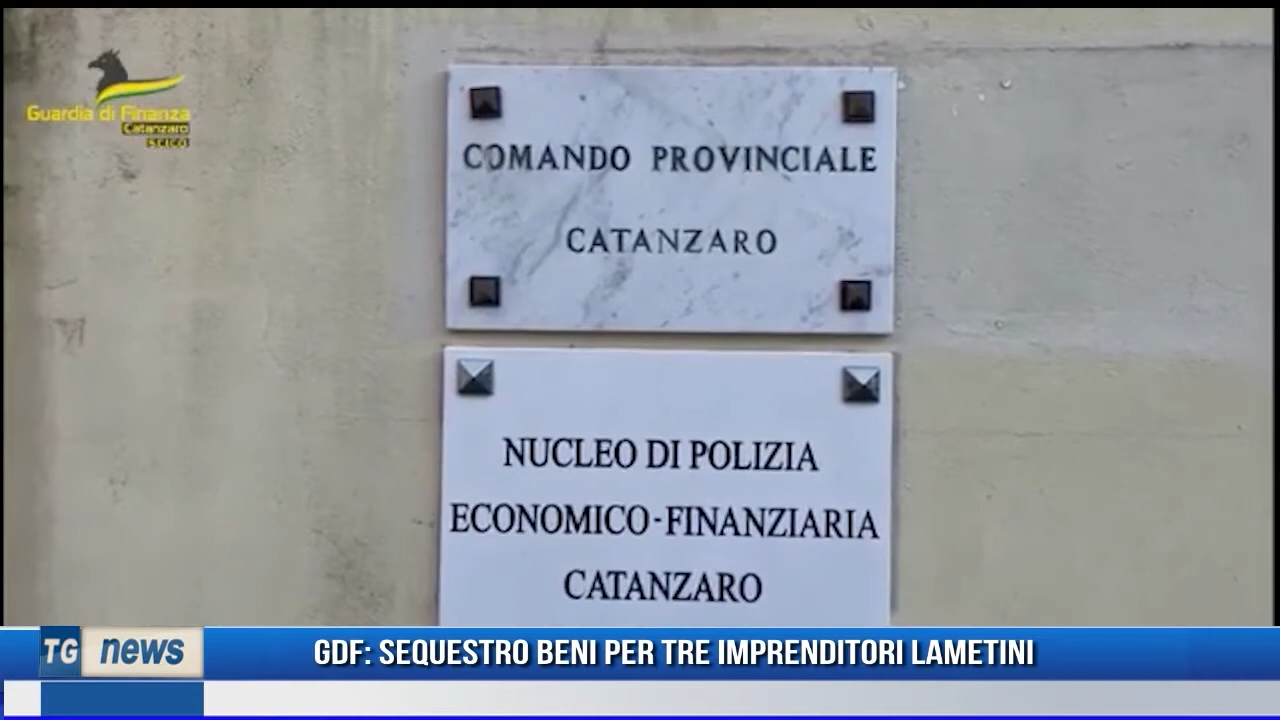 Guardia di Finanza
Catanzaro
S.C.I.C.O.
COMANDO PROVINCIALE
CATANZARO
NUCLEO DI POLIZIA
ECONOMICO-FINANZIARIA
CATANZARO
TG news
GDF: SEQUESTRO BENI PER TRE IMPRENDITORI LAMETINI